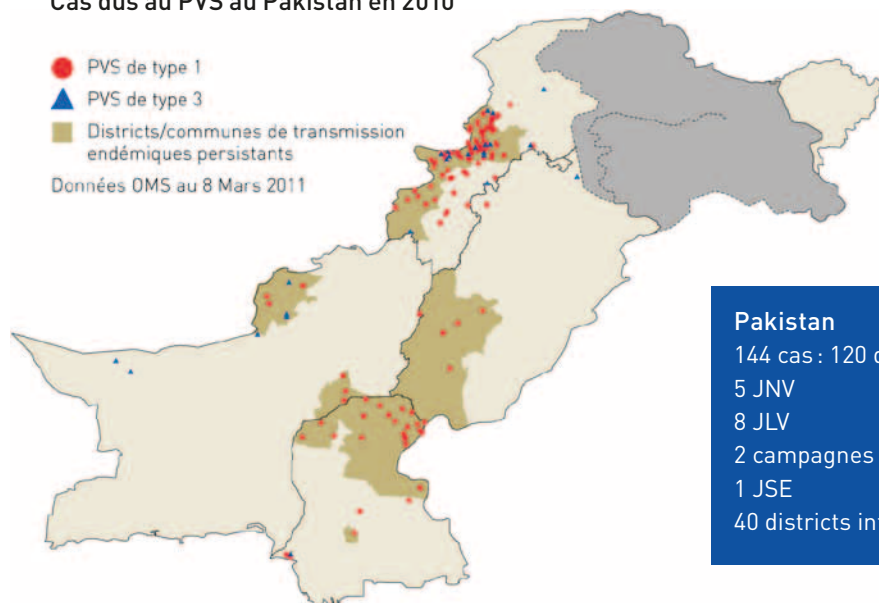 Cas dus au PVS au Pakistan en 2010
PVS de type 1
PVS de type 3
Districts/communes de transmission
endémiques persistants
Données OMS au 8 Mars 2011
Pakistan
144 cas : 120
5 JNV
8 JLV
2 campagnes
1 JSE
40 districts